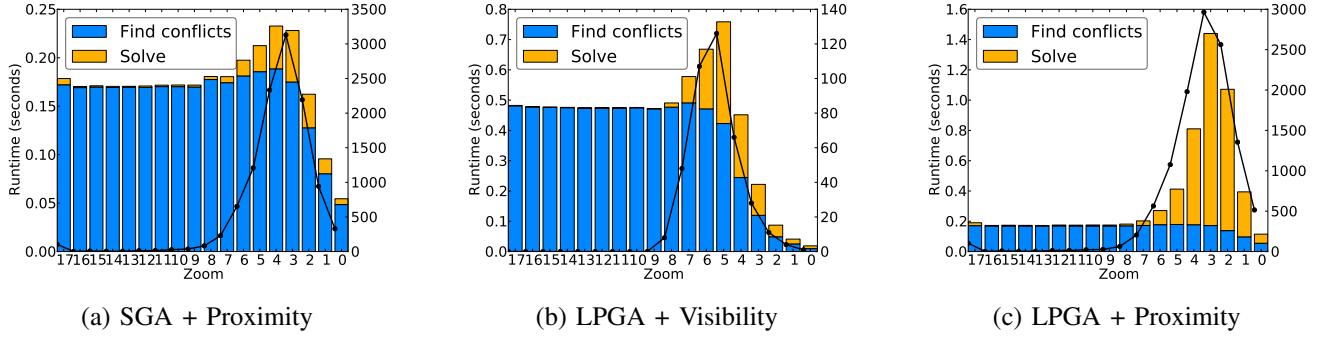 0.25
0.20
0.15
0.10
0.05
0.00
Runtime (seconds)
Find conflicts
Solve
3500
3000
2500
2000
1500
1000
500
0
17 16 15 14 13 12 11 10 9 8 7 6 5 4 3 2 1 0
Zoom
(a) SGA + Proximity
0.8
0.7
0.6
0.5
0.4
0.3
0.2
0.1
0.0
Runtime (seconds)
Find conflicts
Solve
140
120
100
80
60
40
20
0
17 16 15 14 13 12 11 10 9 8 7 6 5 4 3 2 1 0
Zoom
(b) LPGA + Visibility
1.6
1.4
1.2
1.0
0.8
0.6
0.4
0.2
0.0
Runtime (seconds)
Find conflicts
Solve
3000
2500
2000
1500
1000
500
0
17 16 15 14 13 12 11 10 9 8 7 6 5 4 3 2 1 0
Zoom
(c) LPGA + Proximity